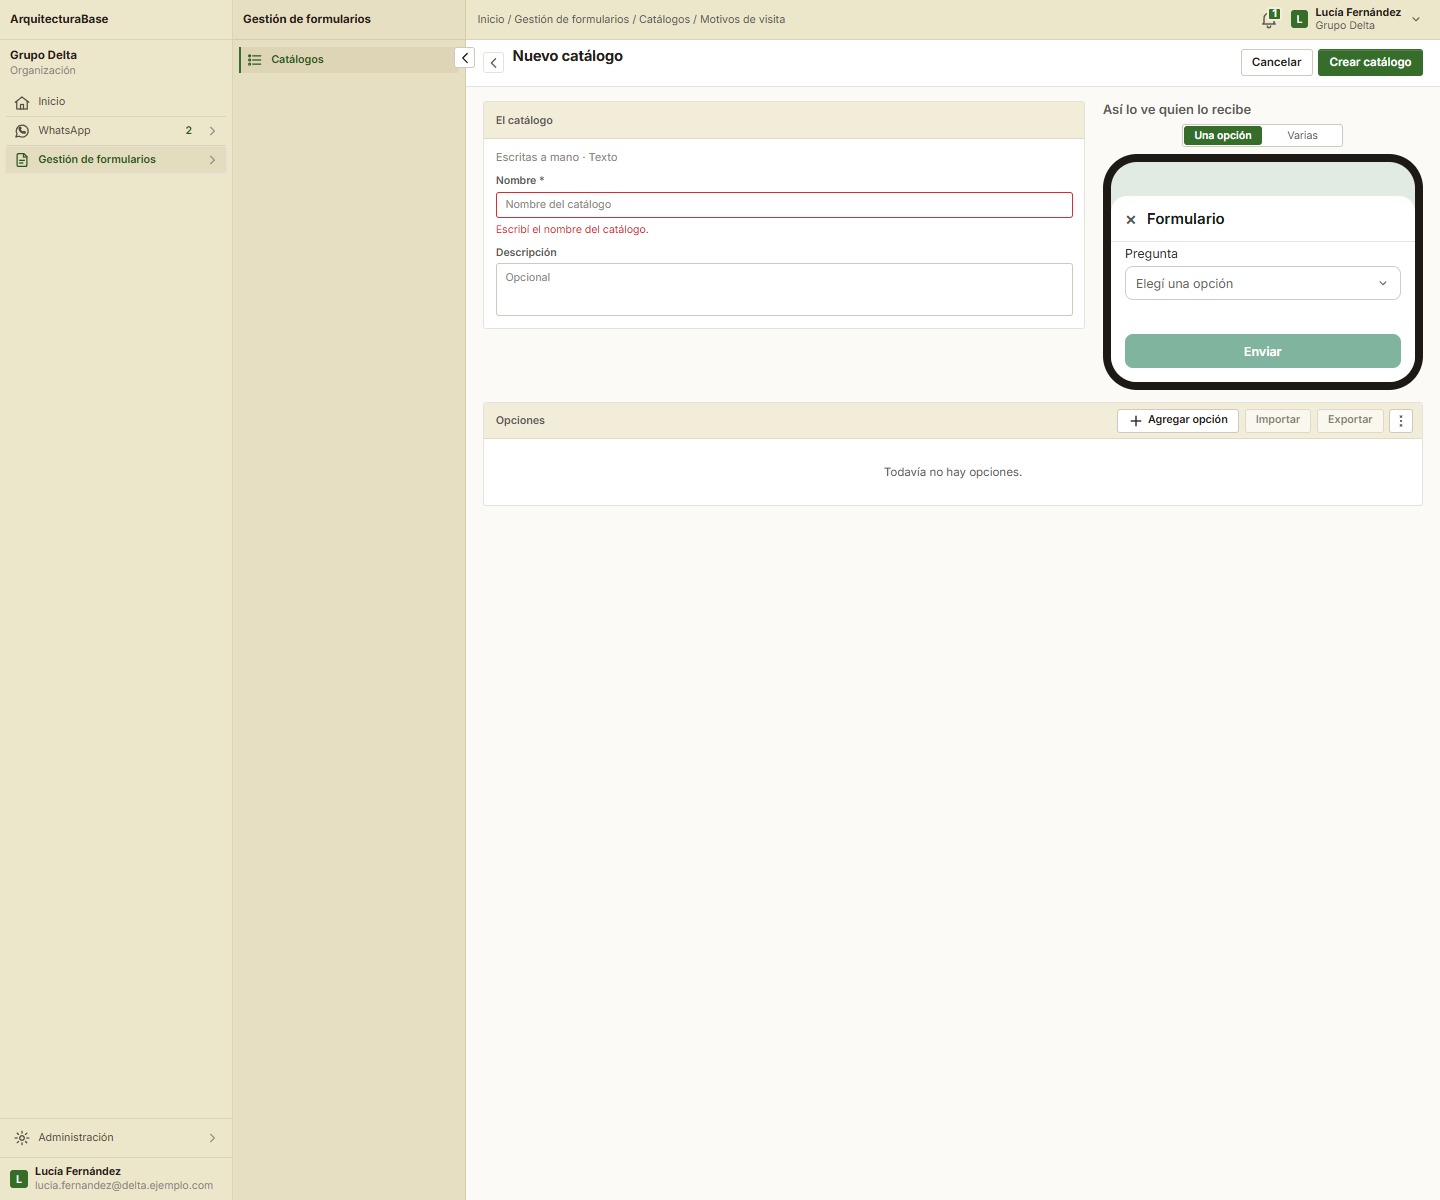 ArquitecturaBase
Grupo Delta
Organización
Inicio
WhatsApp 2
Gestión de formularios
Administración
L Lucía Fernández
lucia.fernandez@delta.ejemplo.com
Gestión de formularios
Catálogos
Inicio / Gestión de formularios / Catálogos / Motivos de visita
1
L Lucía Fernández
Grupo Delta
Nuevo catálogo
Cancelar
Crear catálogo
El catálogo
Escritas a mano · Texto
Nombre *
Nombre del catálogo
Escribí el nombre del catálogo.
Descripción
Opcional
Así lo ve quien lo recibe
Una opción Varias
Formulario
Pregunta
Elegí una opción
Enviar
Opciones
Agregar opción Importar Exportar
Todavía no hay opciones.